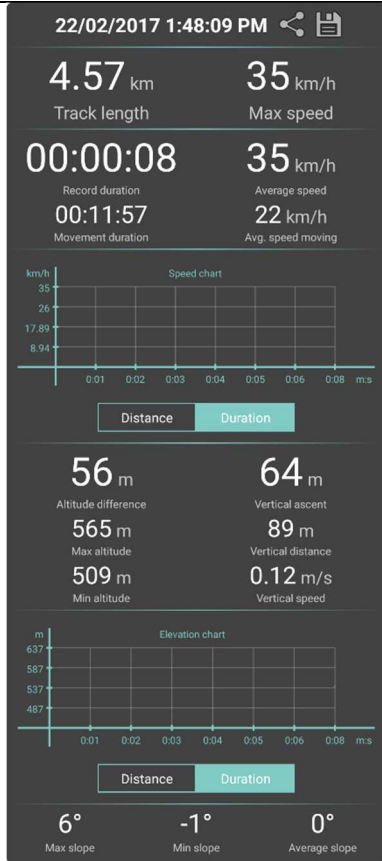 22/02/2017 1:48:09 PM
4.57 km 35 km/h
Track length Max speed
00:00:08 35 km/h
Record duration Average speed
00:11:57 22 km/h
Movement duration Avg. speed moving
km/h Speed chart
35
26
17.89
8.94
0:01 0:02 0:03 0:04 0:05 0:06 0:08 m:s
Distance Duration
56 m 64 m
Altitude difference Vertical ascent
565 m 89 m
Max altitude Vertical distance
509 m 0.12 m/s
Min altitude Vertical speed
m Elevation chart
637
587
537
487
0:01 0:02 0:03 0:04 0:05 0:06 0:08 m:s
Distance Duration
6° -1° 0°
Max slope Min slope Average slope